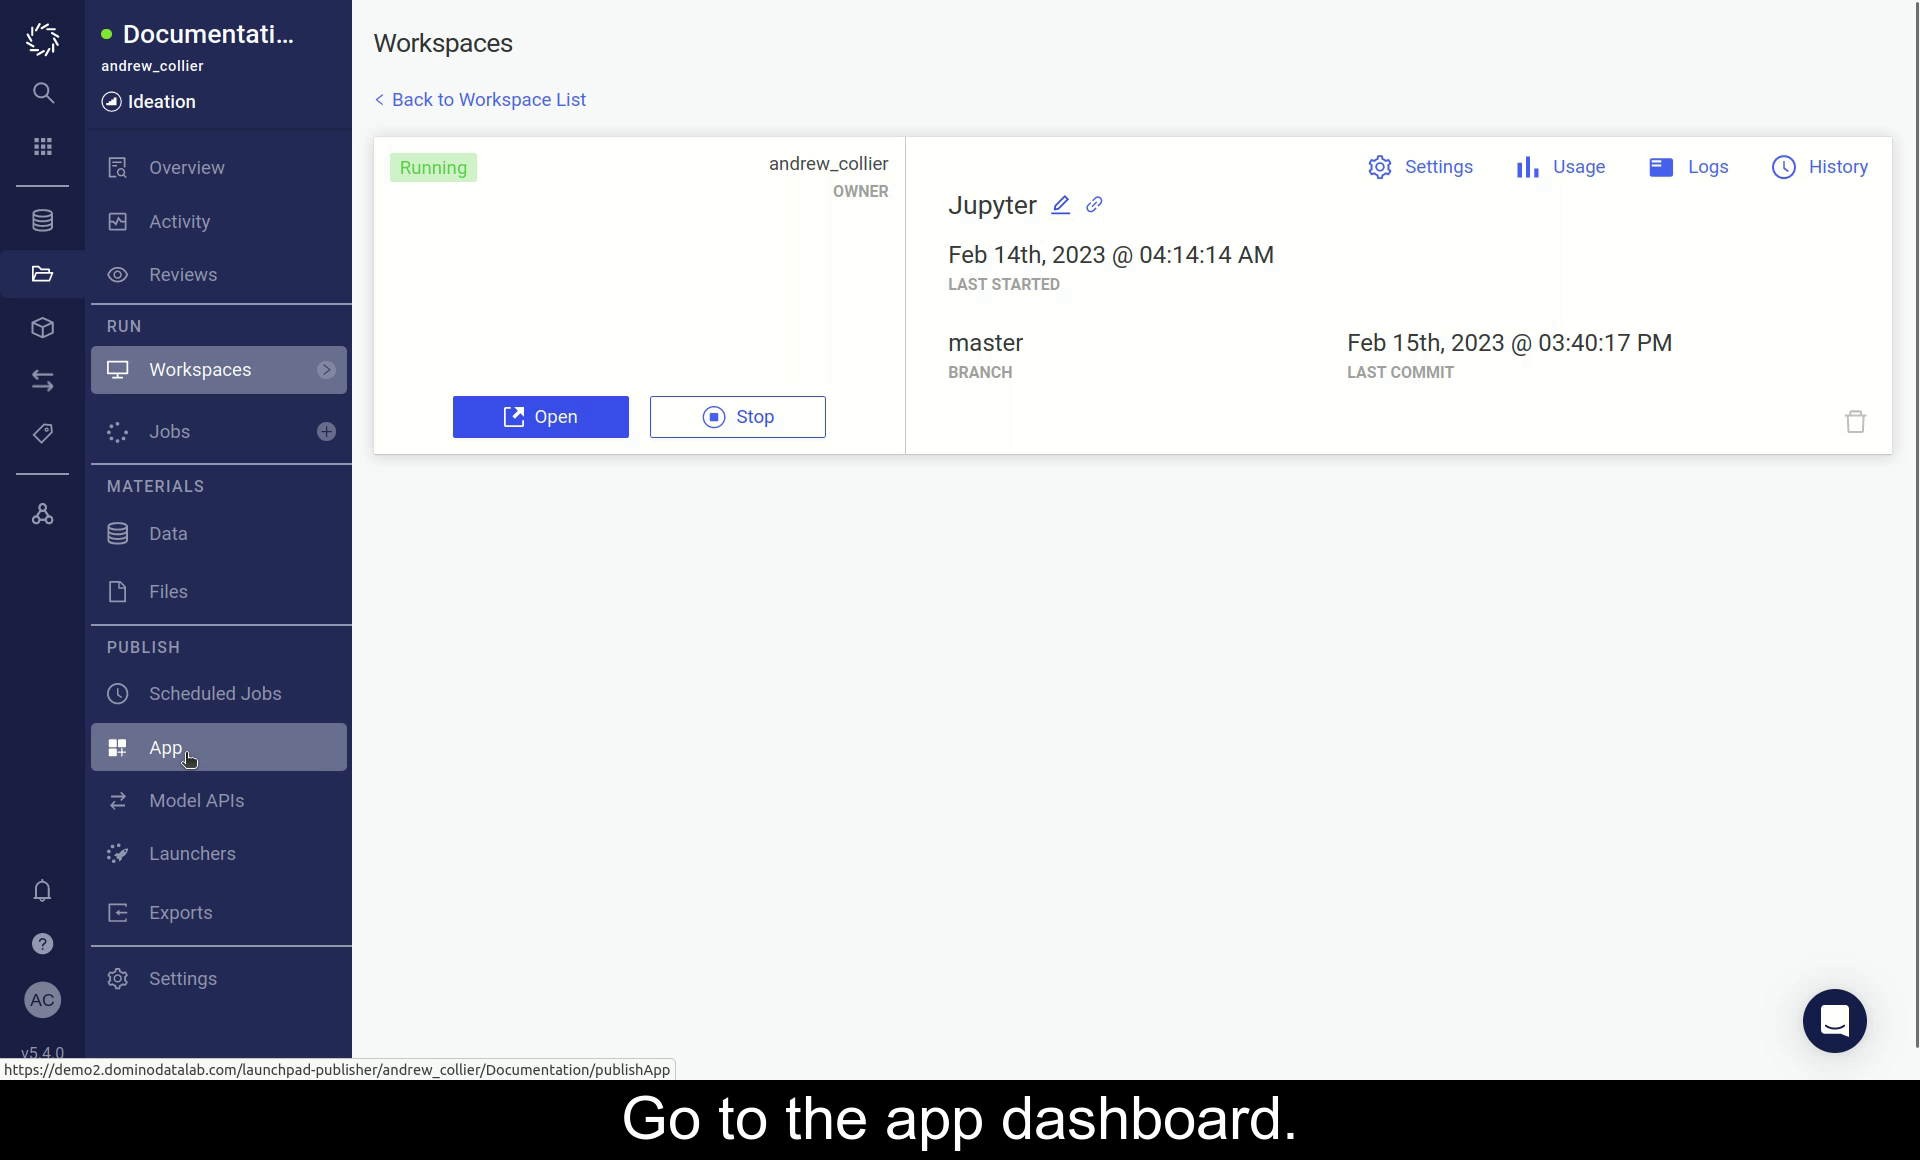 Documentati...
andrew_collier
Ideation
Overview
Activity
Reviews
RUN
Workspaces
Jobs
MATERIALS
Data
Files
PUBLISH
Scheduled Jobs
App
Model APIs
Launchers
Exports
Settings
AC
v5.4.0
Workspaces
< Back to Workspace List
Running
andrew_collier
OWNER
Open
Stop
Settings
Usage
Logs
History
Jupyter
Feb 14th, 2023 @ 04:14:14 AM
LAST STARTED
master
BRANCH
Feb 15th, 2023 @ 03:40:17 PM
LAST COMMIT
https://demo2.dominodatalab.com/launchpad-publisher/andrew_collier/Documentation/publishApp
Go to the app dashboard.